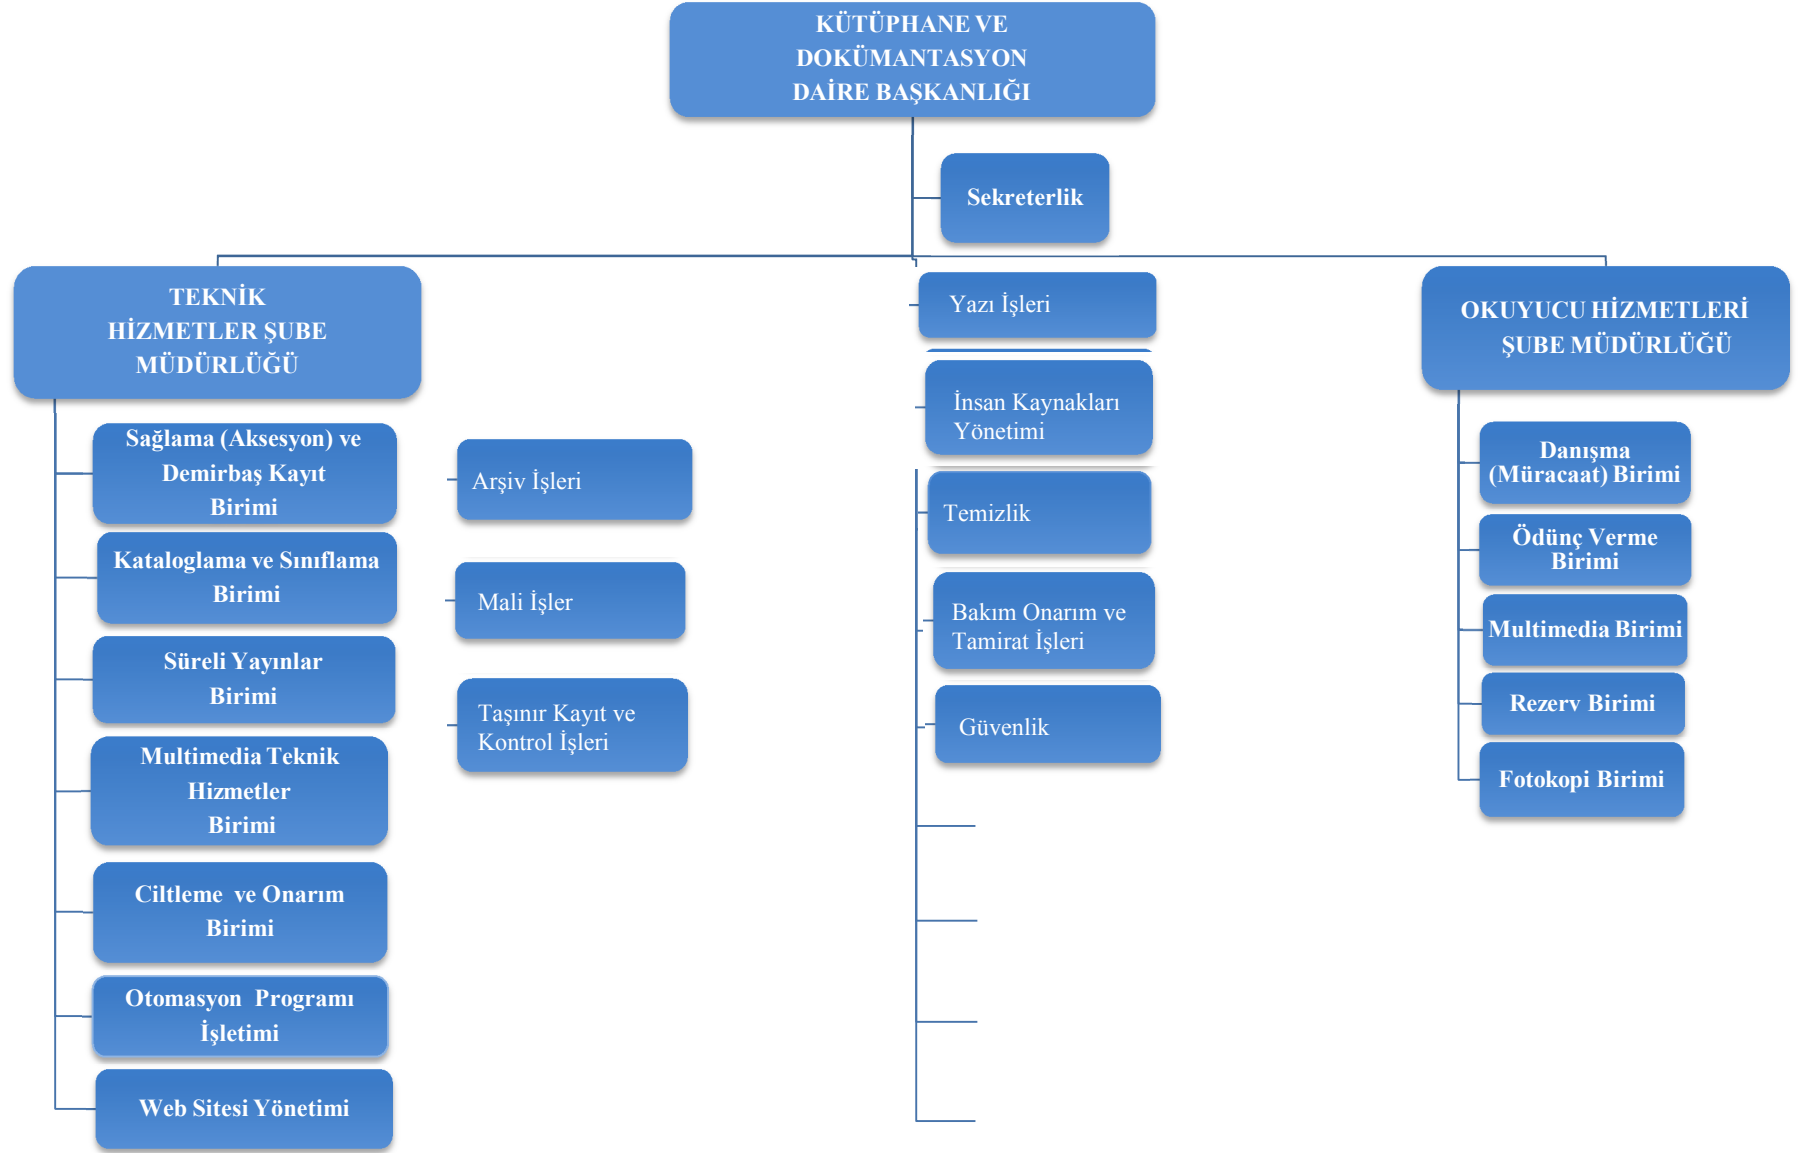 KÜTÜPHANE VE
DOKÜMANTASYON
DAİRE BAŞKANLIĞI
Sekreterlik
TEKNİK
HİZMETLER ŞUBE
MÜDÜRLÜĞÜ
Sağlama (Aksesyon) ve
Demirbaş Kayıt
Birimi
Kataloglama ve Sınıflama
Birimi
Süreli Yayınlar
Birimi
Multimedia Teknik
Hizmetler
Birimi
Ciltleme ve Onarım
Birimi
Otomasyon Programı
İşletimi
Web Sitesi Yönetimi
Arşiv İşleri
Mali İşler
Taşınır Kayıt ve
Kontrol İşleri
Yazı İşleri
İnsan Kaynakları
Yönetimi
Temizlik
Bakım Onarım ve
Tamirat İşleri
Güvenlik
OKUYUCU HİZMETLERİ
ŞUBE MÜDÜRLÜĞÜ
Danışma
(Müracaat) Birimi
Ödünç Verme
Birimi
Multimedia Birimi
Rezerv Birimi
Fotokopi Birimi